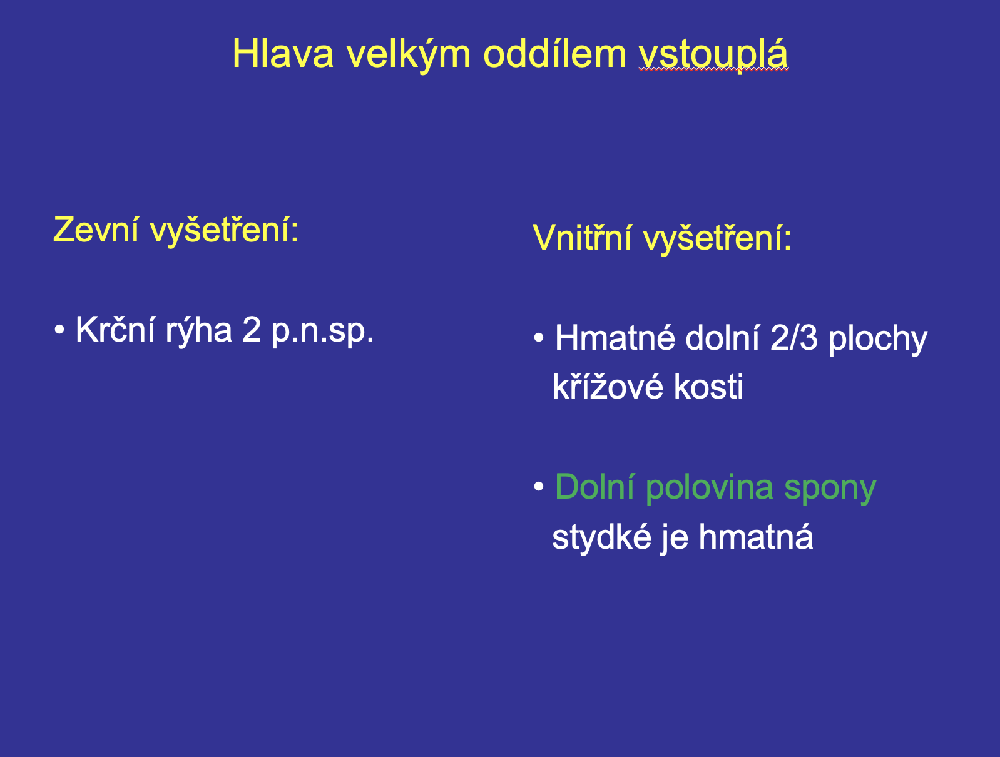 Hlava velkým oddílem vstouplá
Zevní vyšetření:
• Krční rýha 2 p.n.sp.
Vnitřní vyšetření:
• Hmatné dolní 2/3 plochy
křížové kosti
• Dolní polovina spony
stydké je hmatná